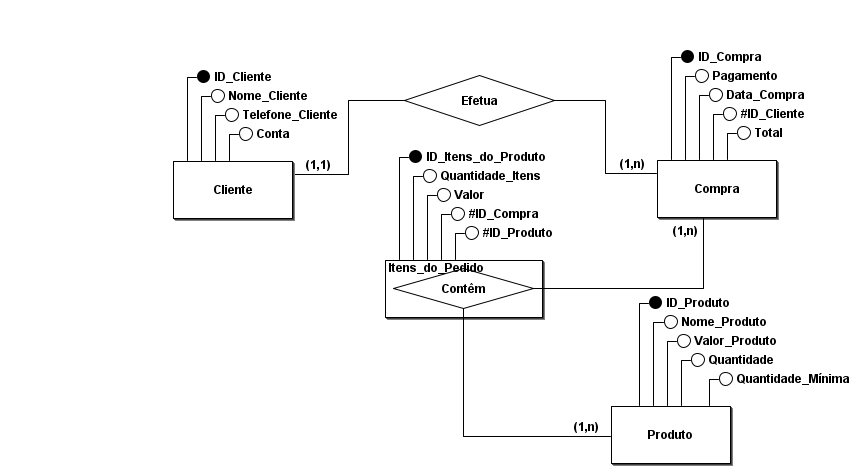 ID_Cliente
Nome_Cliente
Telefone_Cliente
Conta
Cliente
(1,1)
Efetua
ID_Compra
Pagamento
Data_Compra
#ID_Cliente
Total
(1,n)
Compra
(1,n)
ID_Itens_do_Produto
Quantidade_Itens
Valor
#ID_Compra
#ID_Produto
Itens_do_Pedido
Contêm
ID_Produto
Nome_Produto
Valor_Produto
Quantidade
Quantidade_Mínima
(1,n)
Produto